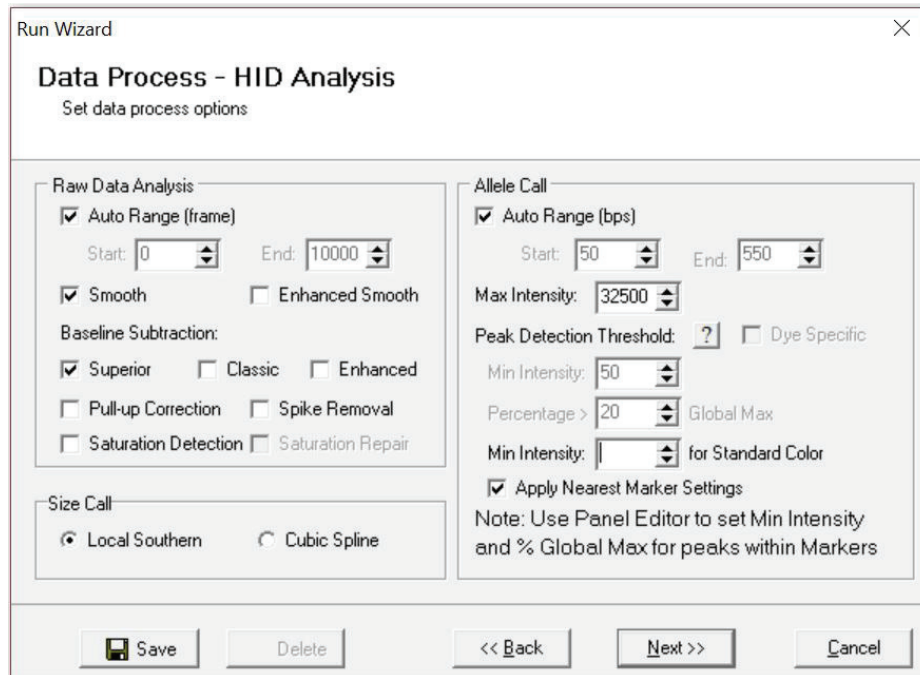 Run Wizard
Data Process - HID Analysis
Set data process options
Raw Data Analysis
Auto Range (frame)
Start: 0 End: 10000
Smooth Enhanced Smooth
Baseline Subtraction:
Superior Classic Enhanced
Pull-up Correction Spike Removal
Saturation Detection Saturation Repair
Size Call
Local Southern Cubic Spline
Allele Call
Auto Range (bps)
Start: 50 End: 550
Max Intensity: 32500
Peak Detection Threshold: ? Dye Specific
Min Intensity: 50
Percentage > 20 Global Max
Min Intensity: for Standard Color
Apply Nearest Marker Settings
Note: Use Panel Editor to set Min Intensity
and % Global Max for peaks within Markers
Save Delete << Back Next >> Cancel